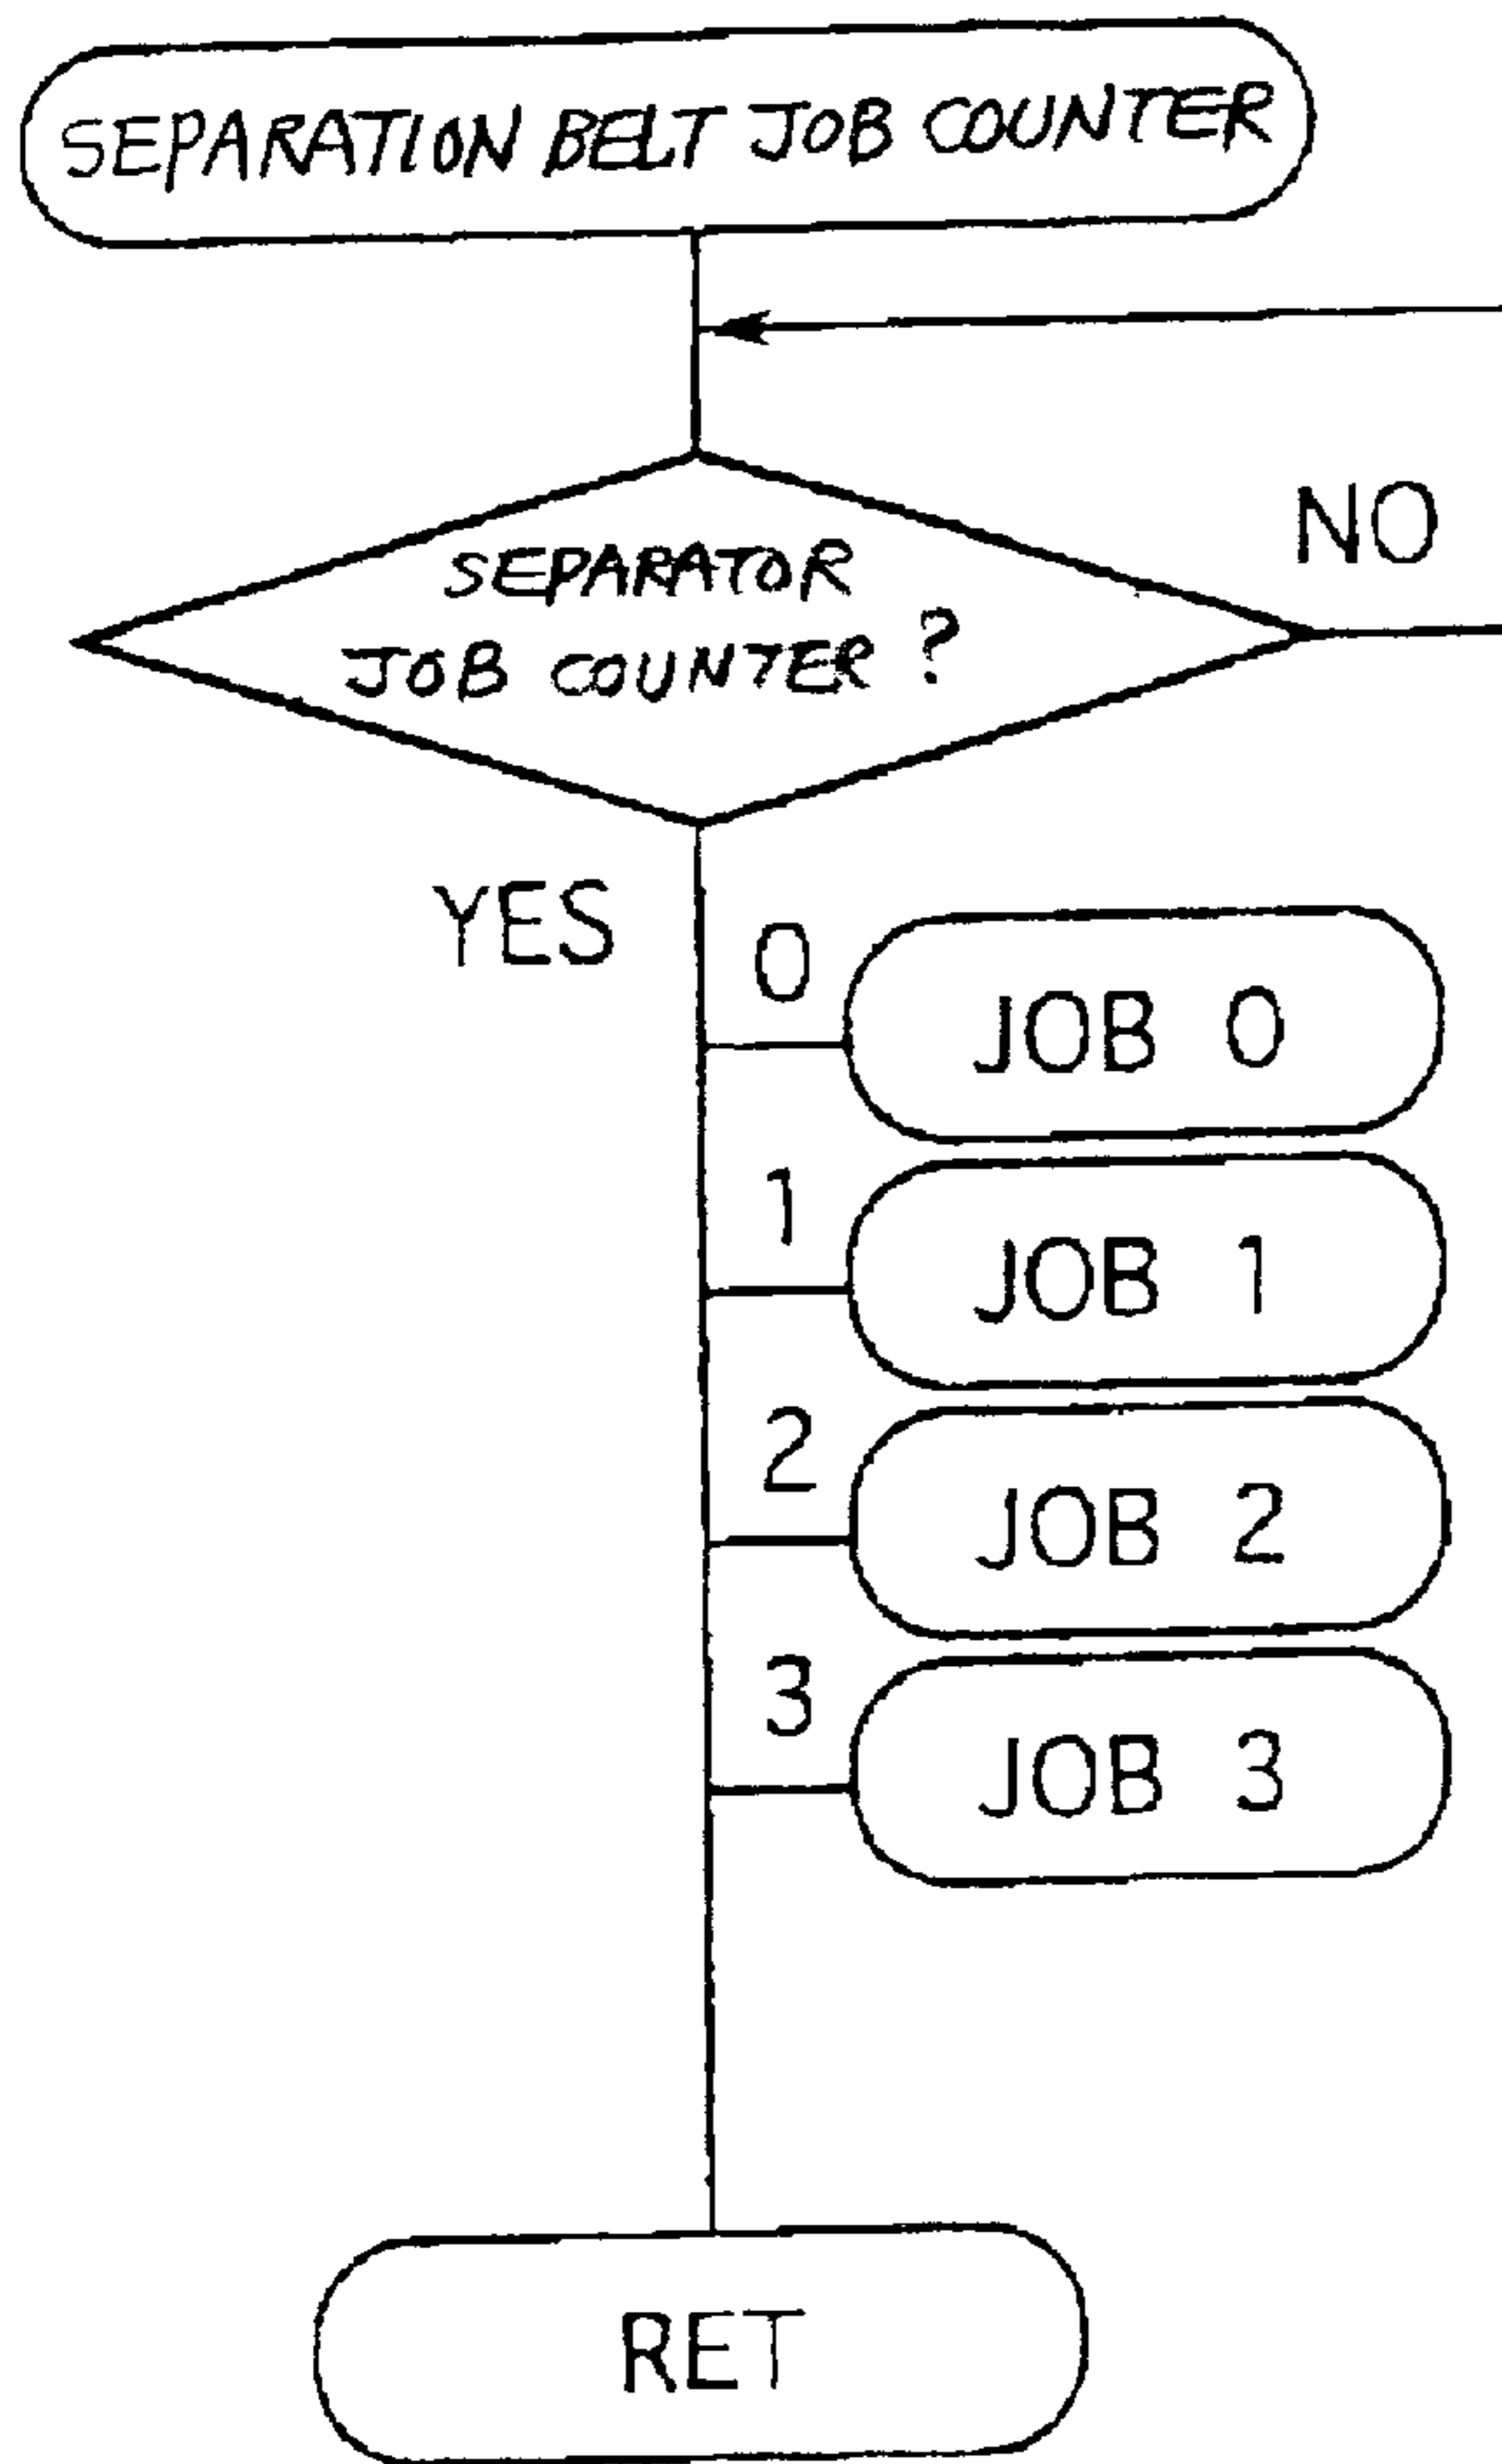 SEPARATION BELT JOB COUNTER
SEPARATOR
JOB COUNTER ?
NO
YES
0
JOB 0
1
JOB 1
2
JOB 2
3
JOB 3
RET